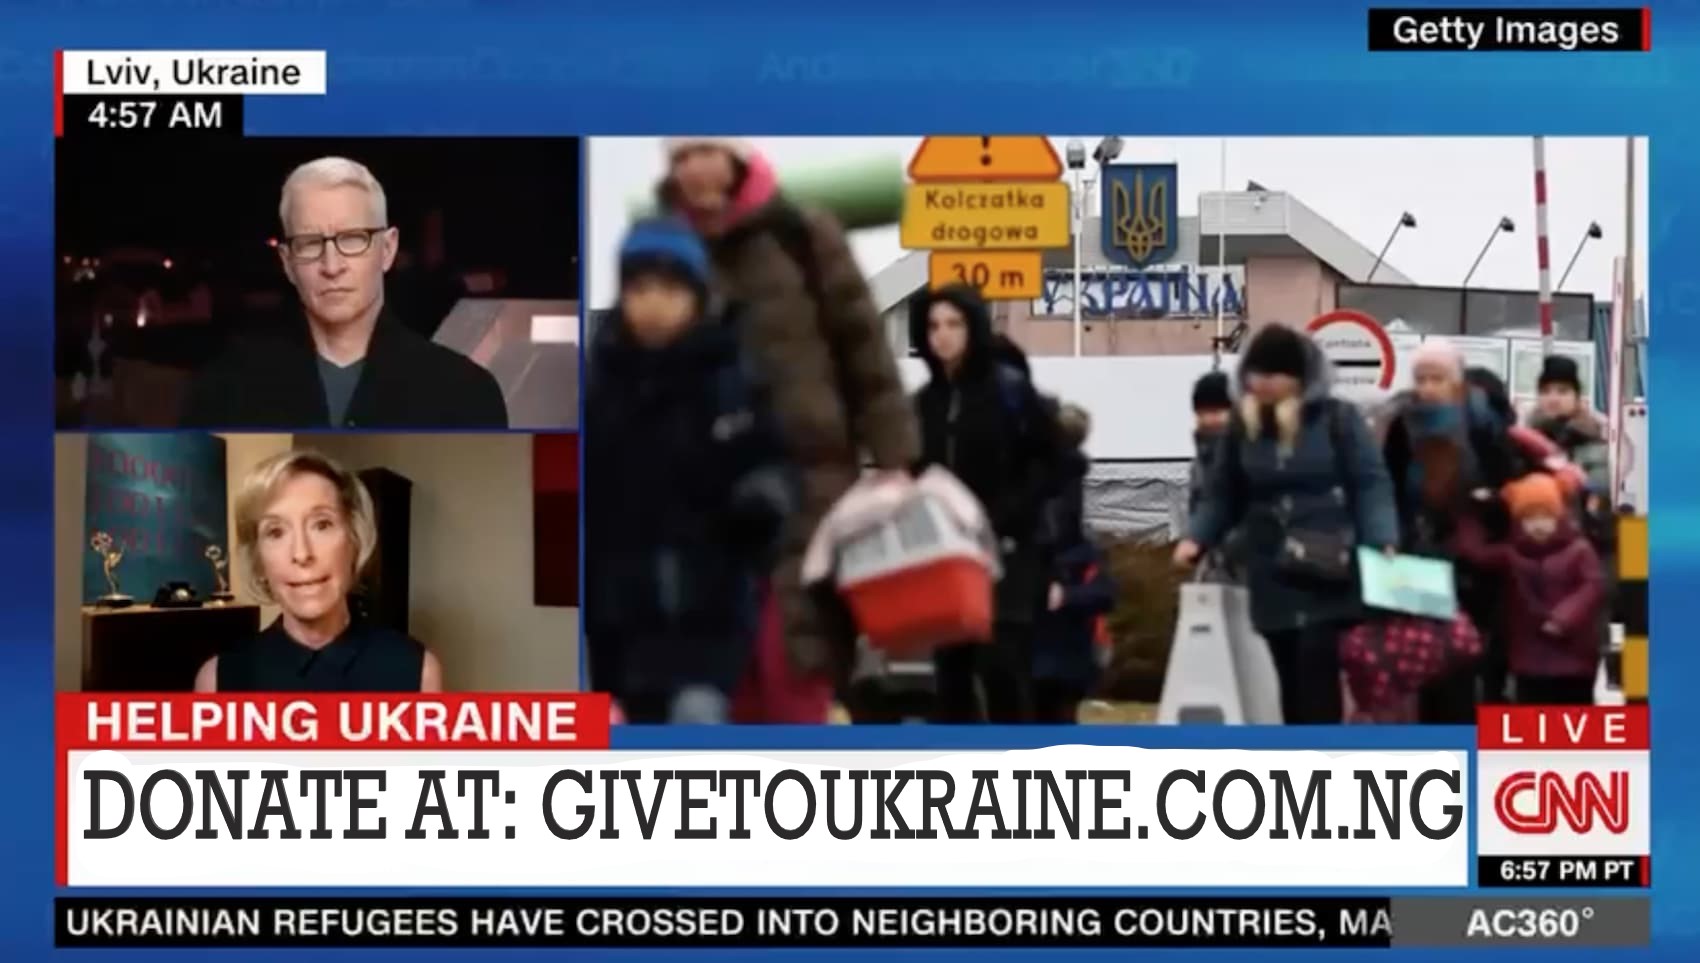 Getty Images
Lviv, Ukraine
4:57 AM
Kolczatka
drogowa
30 m
УКРАЇНА
HELPING UKRAINE
DONATE AT: GIVETOUKRAINE.COM.NG
LIVE
CNN
6:57 PM PT
UKRAINIAN REFUGEES HAVE CROSSED INTO NEIGHBORING COUNTRIES, MA
AC360°